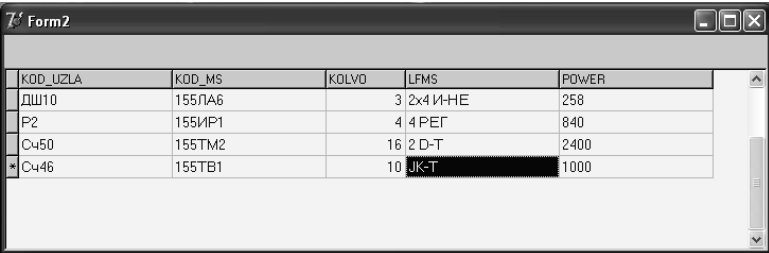 Form2
KOD_UZLA KOD_MS KOLVO LFMS POWER
ДШ10 155ЛА6 3 2х4 И-НЕ 258
Р2 155ИР1 4 4 РЕГ 840
Сч50 155ТМ2 16 2 D-Т 2400
* Сч46 155ТВ1 10 JK-Т 1000